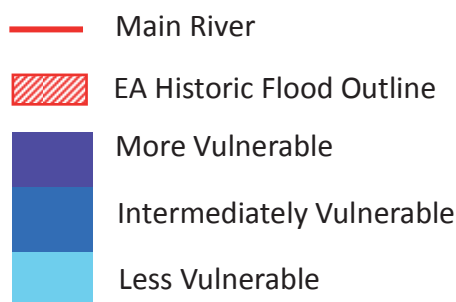 Main River
EA Historic Flood Outline
More Vulnerable
Intermediately Vulnerable
Less Vulnerable